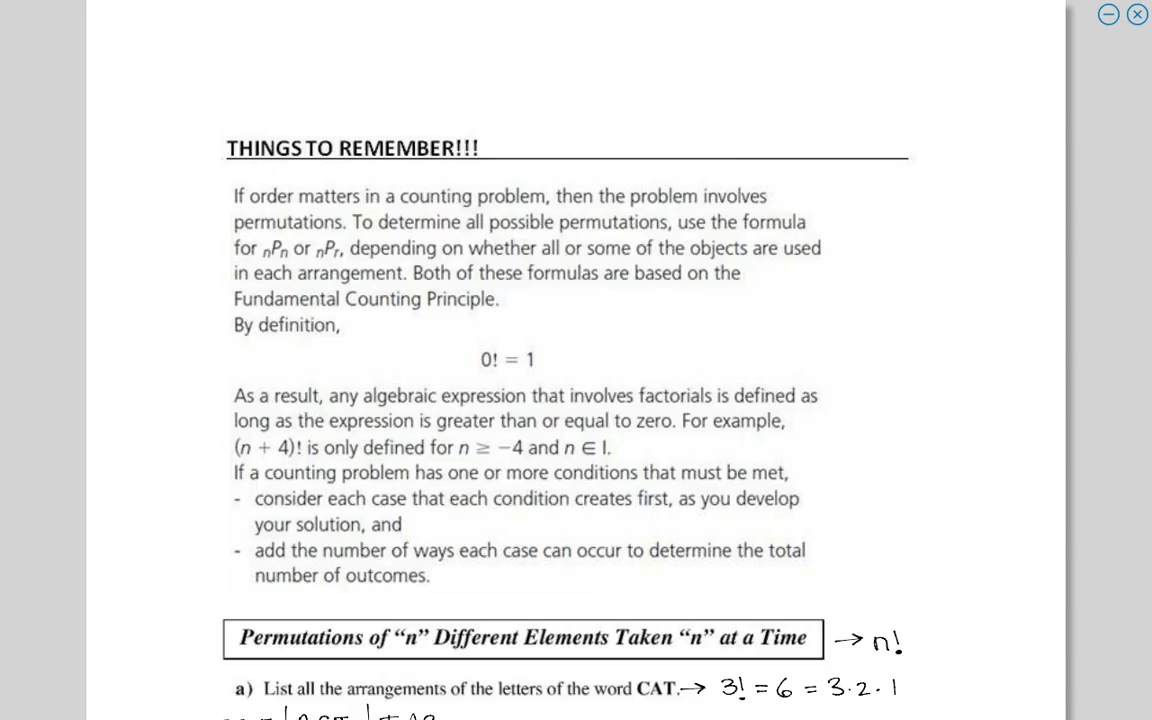 THINGS TO REMEMBER!!!
If order matters in a counting problem, then the problem involves
permutations. To determine all possible permutations, use the formula
for nPn or nPr, depending on whether all or some of the objects are used
in each arrangement. Both of these formulas are based on the
Fundamental Counting Principle.
By definition,
0! = 1
As a result, any algebraic expression that involves factorials is defined as
long as the expression is greater than or equal to zero. For example,
(n + 4)! is only defined for n ≥ −4 and n ∈ I.
If a counting problem has one or more conditions that must be met,
- consider each case that each condition creates first, as you develop
your solution, and
- add the number of ways each case can occur to determine the total
number of outcomes.
Permutations of “n” Different Elements Taken “n” at a Time → n!
a) List all the arrangements of the letters of the word CAT. → 3! = 6 = 3·2·1